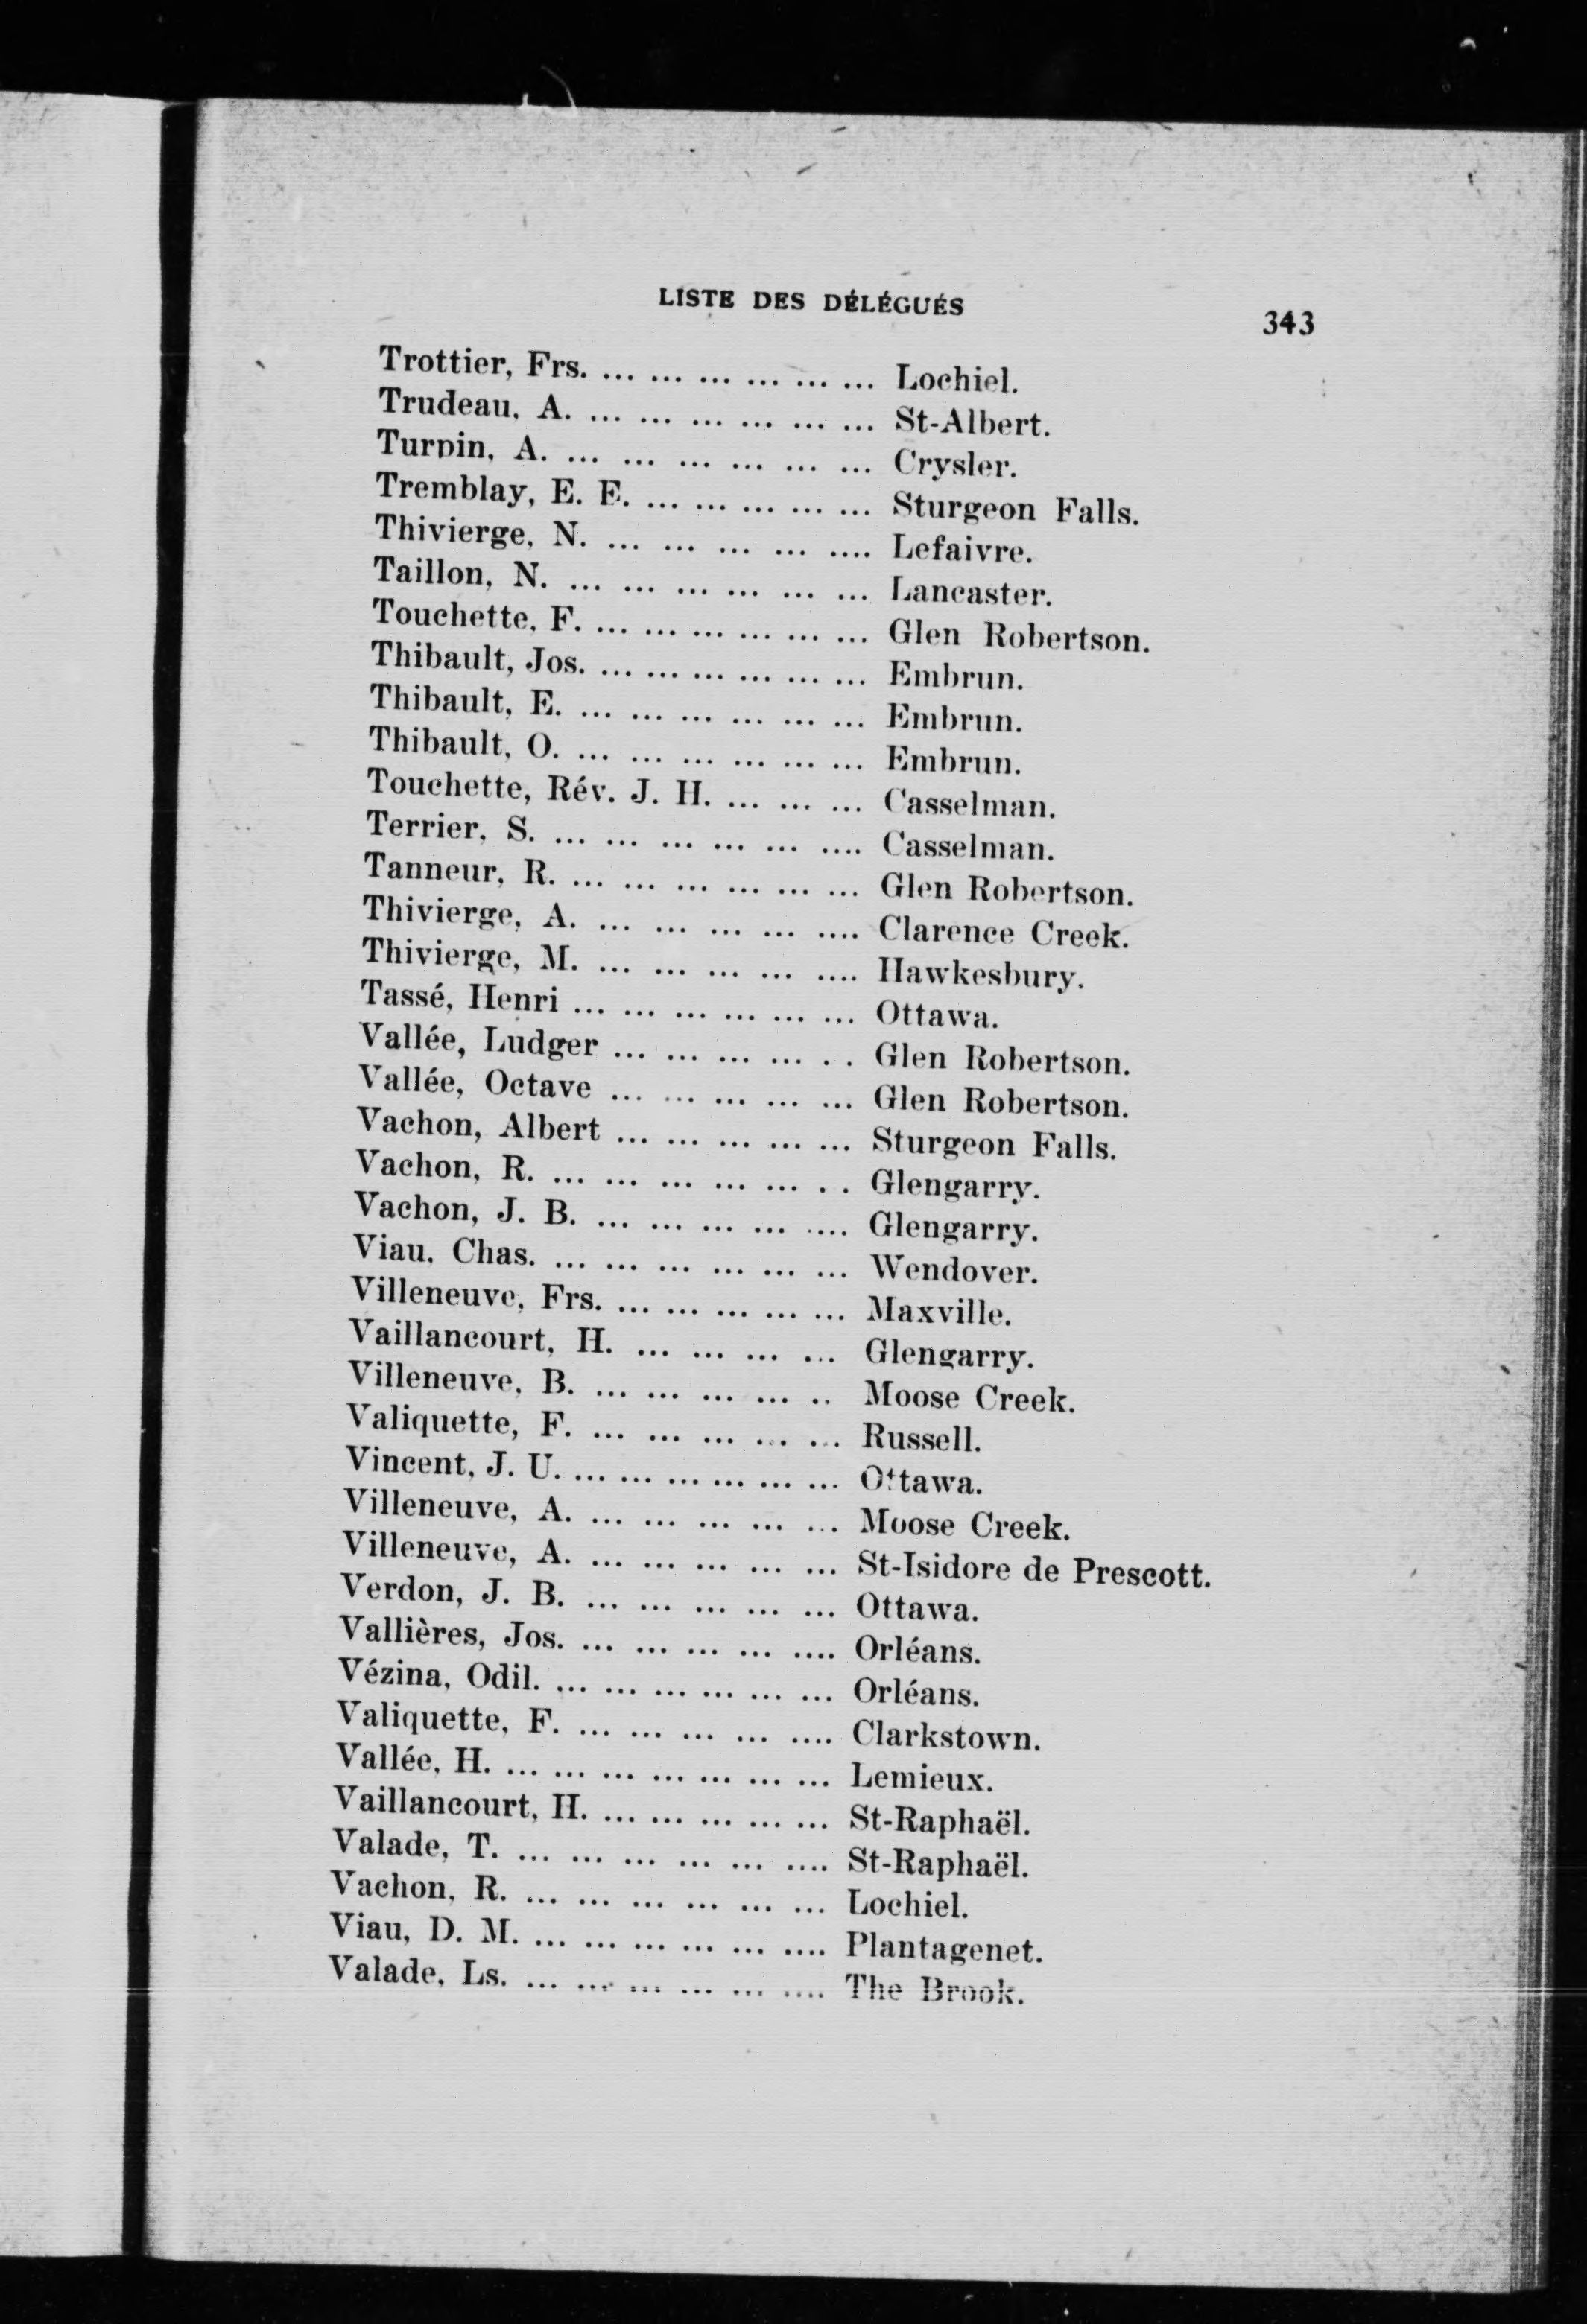 LISTE DES DÉLÉGUÉS 343
Trottier, Frs. ... ... ... ... ... ... Lochiel.
Trudeau, A. ... ... ... ... ... ... St-Albert.
Turpin, A. ... ... ... ... ... ... Crysler.
Tremblay, E. E. ... ... ... ... ... Sturgeon Falls.
Thivierge, N. ... ... ... ... .... Lefaivre.
Taillon, N. ... ... ... ... ... ... Lancaster.
Touchette, F. ... ... ... ... ... ... Glen Robertson.
Thibault, Jos. ... ... ... ... ... ... Embrun.
Thibault, E. ... ... ... ... ... ... Embrun.
Thibault, O. ... ... ... ... ... ... Embrun.
Touchette, Rév. J. H. ... ... ... Casselman.
Terrier, S. ... ... ... ... ... .... Casselman.
Tanneur, R. ... ... ... ... ... ... Glen Robertson.
Thivierge, A. ... ... ... ... .... Clarence Creek.
Thivierge, M. ... ... ... ... .... Hawkesbury.
Tassé, Henri ... ... ... ... ... ... Ottawa.
Vallée, Ludger ... ... ... ... . . Glen Robertson.
Vallée, Octave ... ... ... ... ... Glen Robertson.
Vachon, Albert ... ... ... ... ... Sturgeon Falls.
Vachon, R. ... ... ... ... ... . . Glengarry.
Vachon, J. B. ... ... ... ... .... Glengarry.
Viau, Chas. ... ... ... ... ... ... Wendover.
Villeneuve, Frs. ... ... ... ... ... Maxville.
Vaillancourt, H. ... ... ... ... Glengarry.
Villeneuve, B. ... ... ... ... .. Moose Creek.
Valiquette, F. ... ... ... ... ... Russell.
Vincent, J. U. ... ... ... ... ... ... Ottawa.
Villeneuve, A. ... ... ... ... ... Moose Creek.
Villeneuve, A. ... ... ... ... ... St-Isidore de Prescott.
Verdon, J. B. ... ... ... ... ... Ottawa.
Vallières, Jos. ... ... ... ... .... Orléans.
Vézina, Odil. ... ... ... ... ... ... Orléans.
Valiquette, F. ... ... ... ... .... Clarkstown.
Vallée, H. ... ... ... ... ... ... ... Lemieux.
Vaillancourt, H. ... ... ... ... ... St-Raphaël.
Valade, T. ... ... ... ... ... .... St-Raphaël.
Vachon, R. ... ... ... ... ... ... Lochiel.
Viau, D. M. ... ... ... ... ... .... Plantagenet.
Valade, Ls. ... ... ... ... ... .... The Brook.